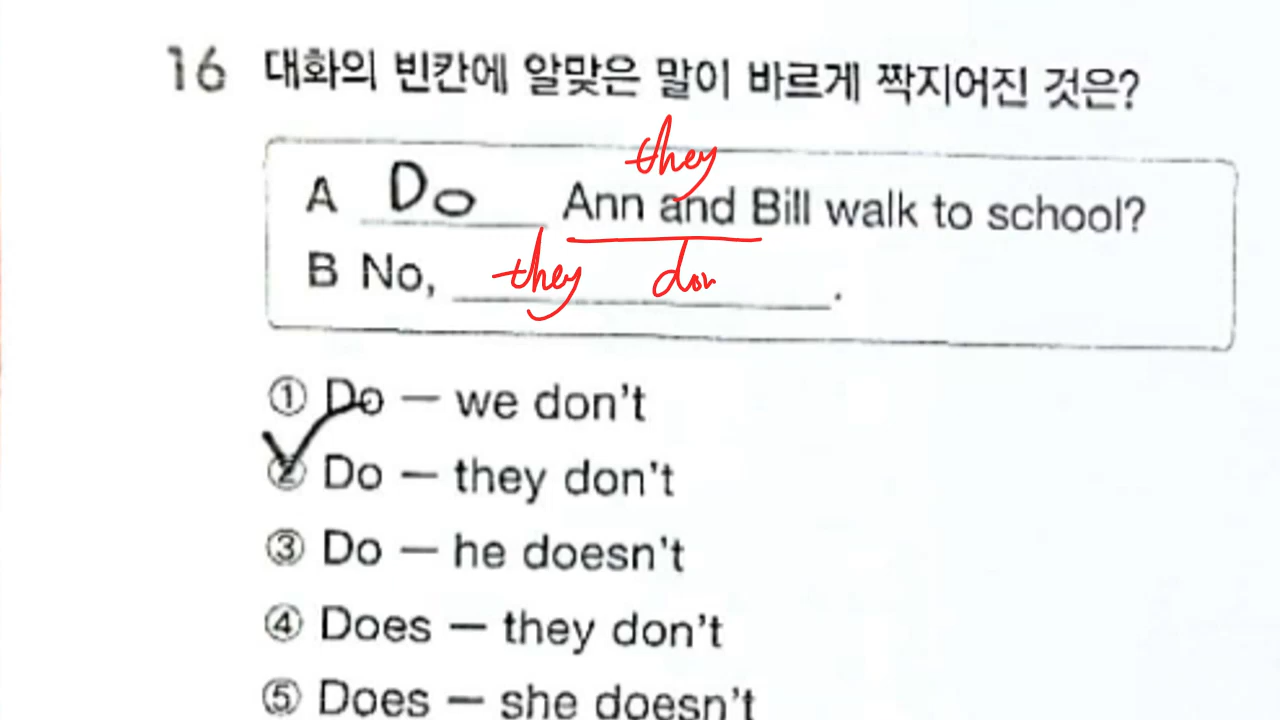 16 대화의 빈칸에 알맞은 말이 바르게 짝지어진 것은?
they
A Do Ann and Bill walk to school?
B No, they don .
① Do – we don't
② Do – they don't
③ Do – he doesn't
④ Does – they don't
⑤ Does – she doesn't